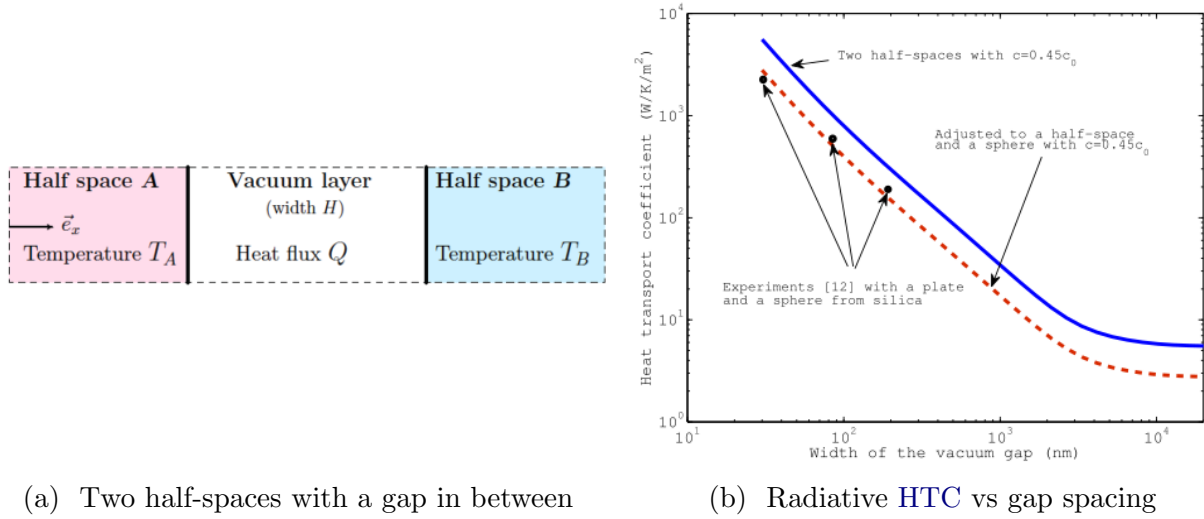 Half space A
Vacuum layer
Half space B
(width H)
e⃗_x
Temperature T_A
Heat flux Q
Temperature T_B
(a) Two half-spaces with a gap in between
10^4
10^3
10^2
10^1
10^0
Heat transport coefficient (W/K/m^2)
Two half-spaces with c=0.45c_0
Adjusted to a half-space
and a sphere with c=0.45c_0
Experiments [12] with a plate
and a sphere from silica
10^1
10^2
10^3
10^4
Width of the vacuum gap (nm)
(b) Radiative HTC vs gap spacing